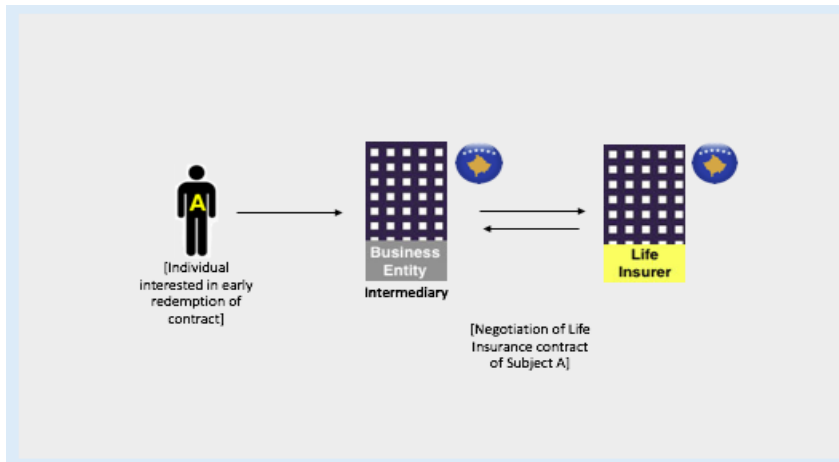 A
[Individual
interested in early
redemption of
contract]
Business
Entity
Intermediary
[Negotiation of Life
Insurance contract
of Subject A]
Life
Insurer